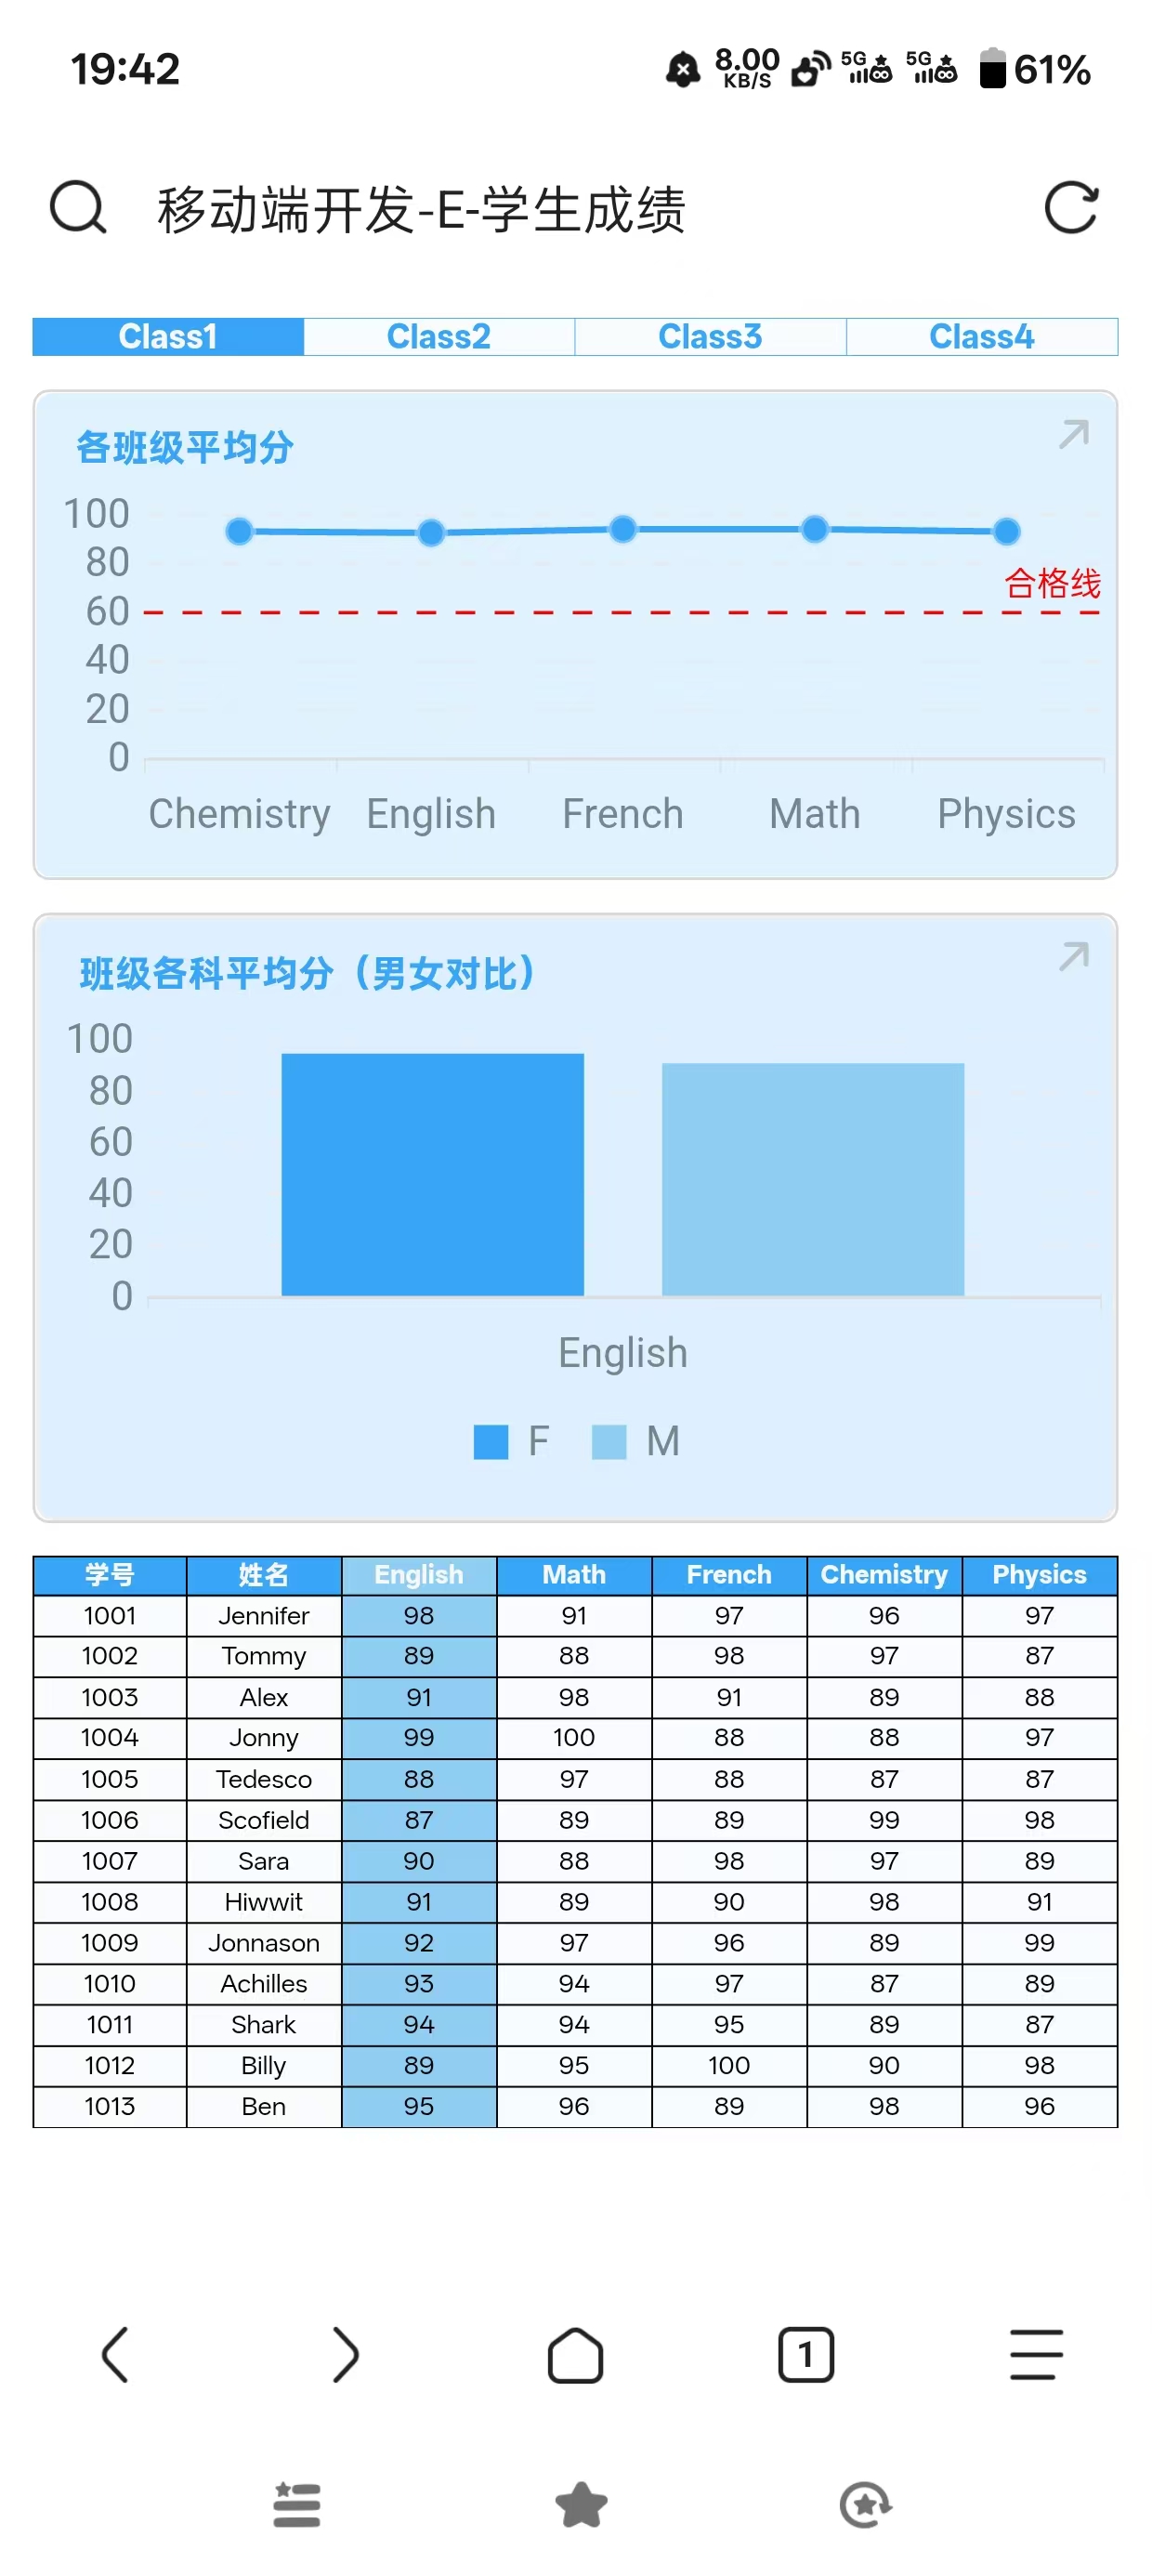 19:42 8.00 KB/S 5G 5G 61%
移动端开发-E-学生成绩
Class1 Class2 Class3 Class4
各班级平均分
100
80
合格线
60
40
20
0
Chemistry English French Math Physics
班级各科平均分（男女对比）
100
80
60
40
20
0
English
F M
学号 姓名 English Math French Chemistry Physics
1001 Jennifer 98 91 97 96 97
1002 Tommy 89 88 98 97 87
1003 Alex 91 98 91 89 88
1004 Jonny 99 100 88 88 97
1005 Tedesco 88 97 88 87 87
1006 Scofield 87 89 89 99 98
1007 Sara 90 88 98 97 89
1008 Hiwwit 91 89 90 98 91
1009 Jonnason 92 97 96 89 99
1010 Achilles 93 94 97 87 89
1011 Shark 94 94 95 89 87
1012 Billy 89 95 100 90 98
1013 Ben 95 96 89 98 96
1